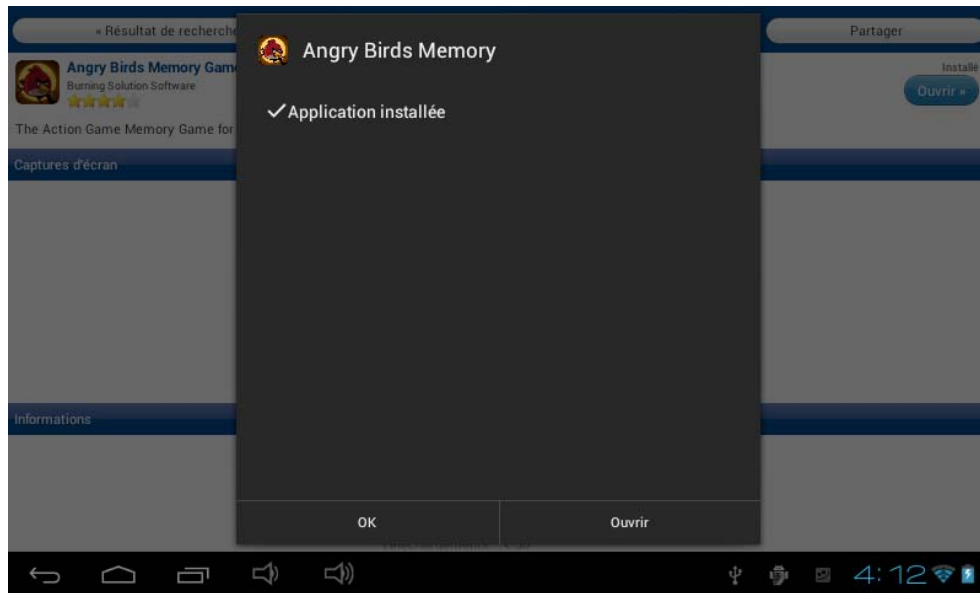 « Résultat de recherche
Partager
Angry Birds Memory
Angry Birds Memory Gam
Burning Solution Software
Installé
Ouvrir »
Application installée
The Action Game Memory Game for
Captures d'écran
Informations
OK
Ouvrir
4:12